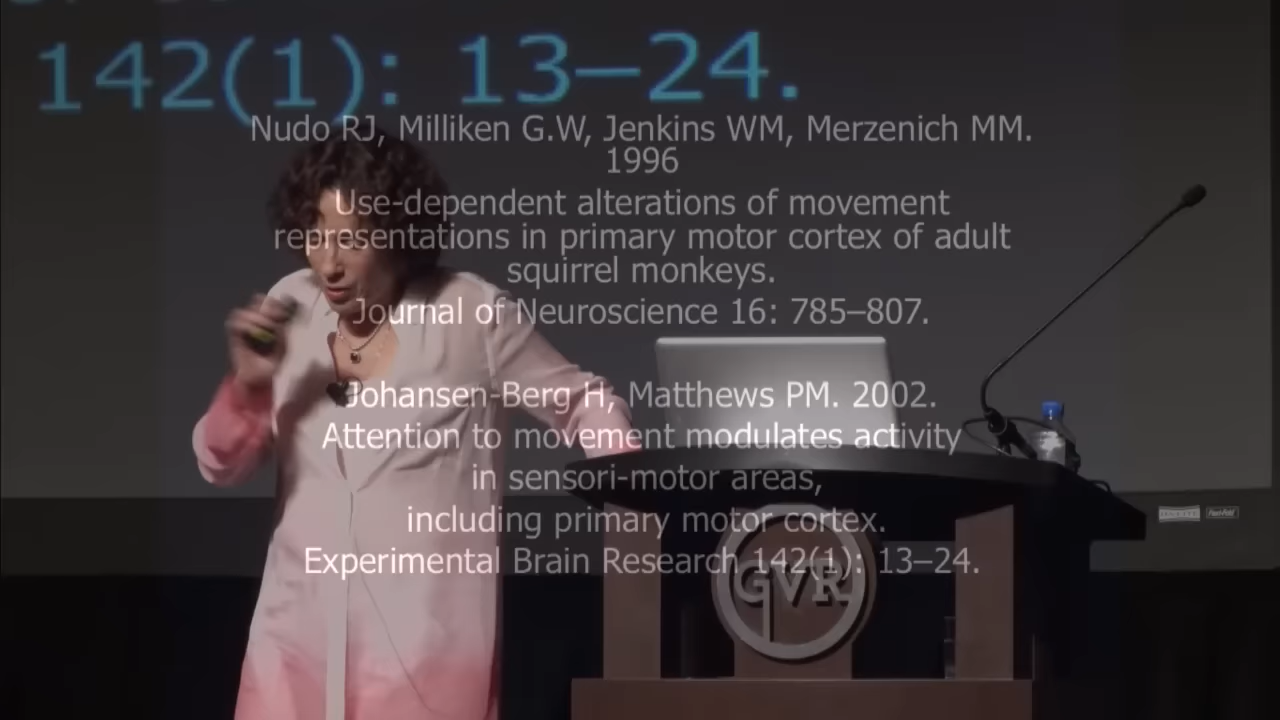 142(1): 13–24.
Nudo RJ, Milliken G.W, Jenkins WM, Merzenich MM.
1996
Use-dependent alterations of movement
representations in primary motor cortex of adult
squirrel monkeys.
Journal of Neuroscience 16: 785–807.
Johansen-Berg H, Matthews PM. 2002.
Attention to movement modulates activity
in sensori-motor areas,
including primary motor cortex.
Experimental Brain Research 142(1): 13–24.
GVR